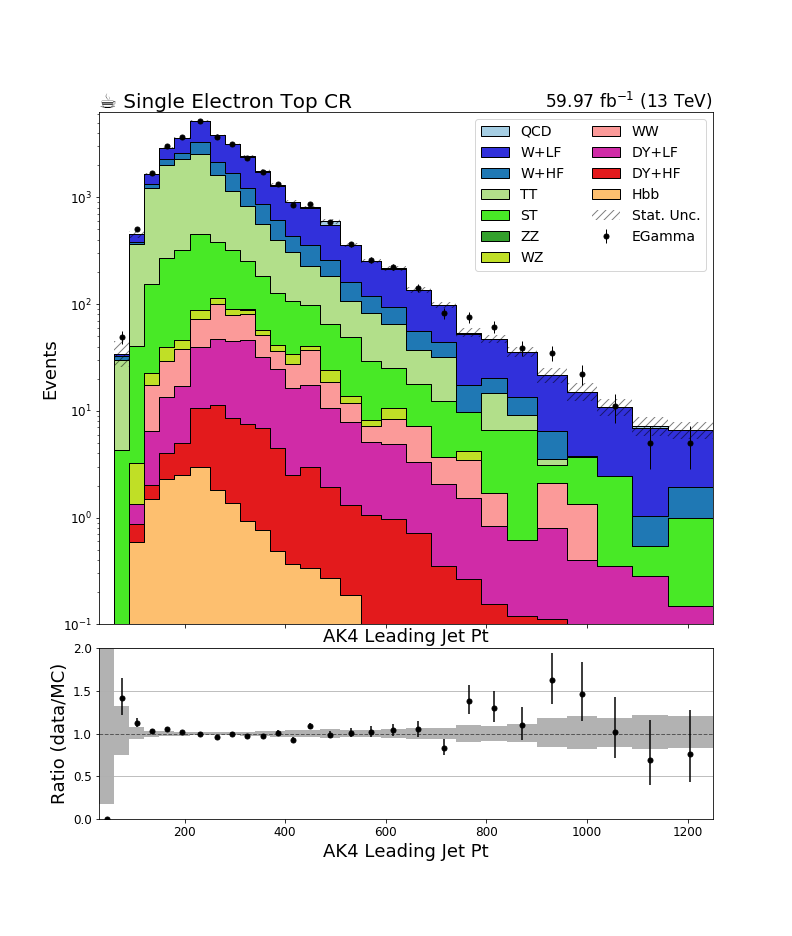 ☕ Single Electron Top CR 59.97 fb⁻¹ (13 TeV)
QCD WW
W+LF DY+LF
W+HF DY+HF
TT Hbb
ST Stat. Unc.
ZZ EGamma
WZ
Events
10³
10²
10¹
10⁰
10⁻¹
AK4 Leading Jet Pt
Ratio (data/MC)
2.0
1.5
1.0
0.5
0.0
200 400 600 800 1000 1200
AK4 Leading Jet Pt